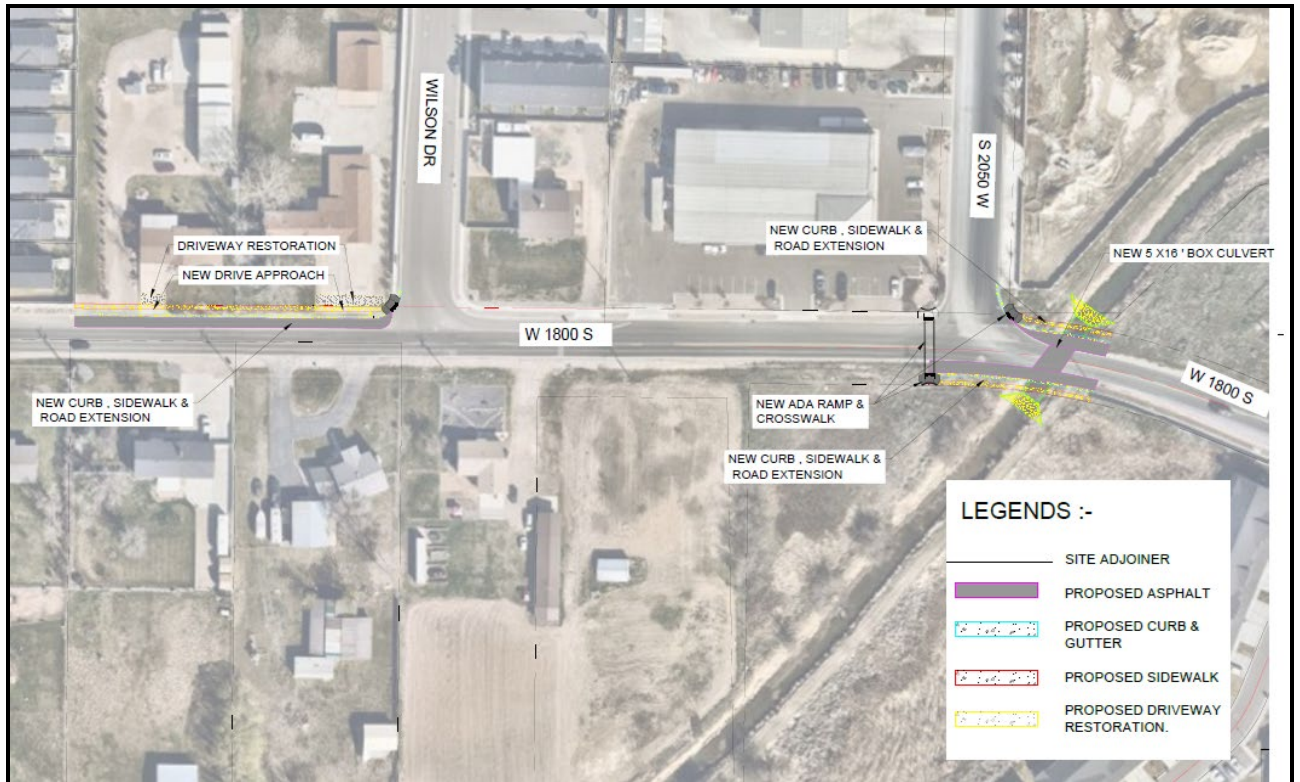 WILSON DR
S 2050 W
NEW CURB , SIDEWALK &
ROAD EXTENSION
NEW 5 X16 ' BOX CULVERT
DRIVEWAY RESTORATION
NEW DRIVE APPROACH
W 1800 S
W 1800 S
NEW CURB , SIDEWALK &
ROAD EXTENSION
NEW ADA RAMP &
CROSSWALK
NEW CURB , SIDEWALK &
ROAD EXTENSION
LEGENDS :-
SITE ADJOINER
PROPOSED ASPHALT
PROPOSED CURB &
GUTTER
PROPOSED SIDEWALK
PROPOSED DRIVEWAY
RESTORATION.